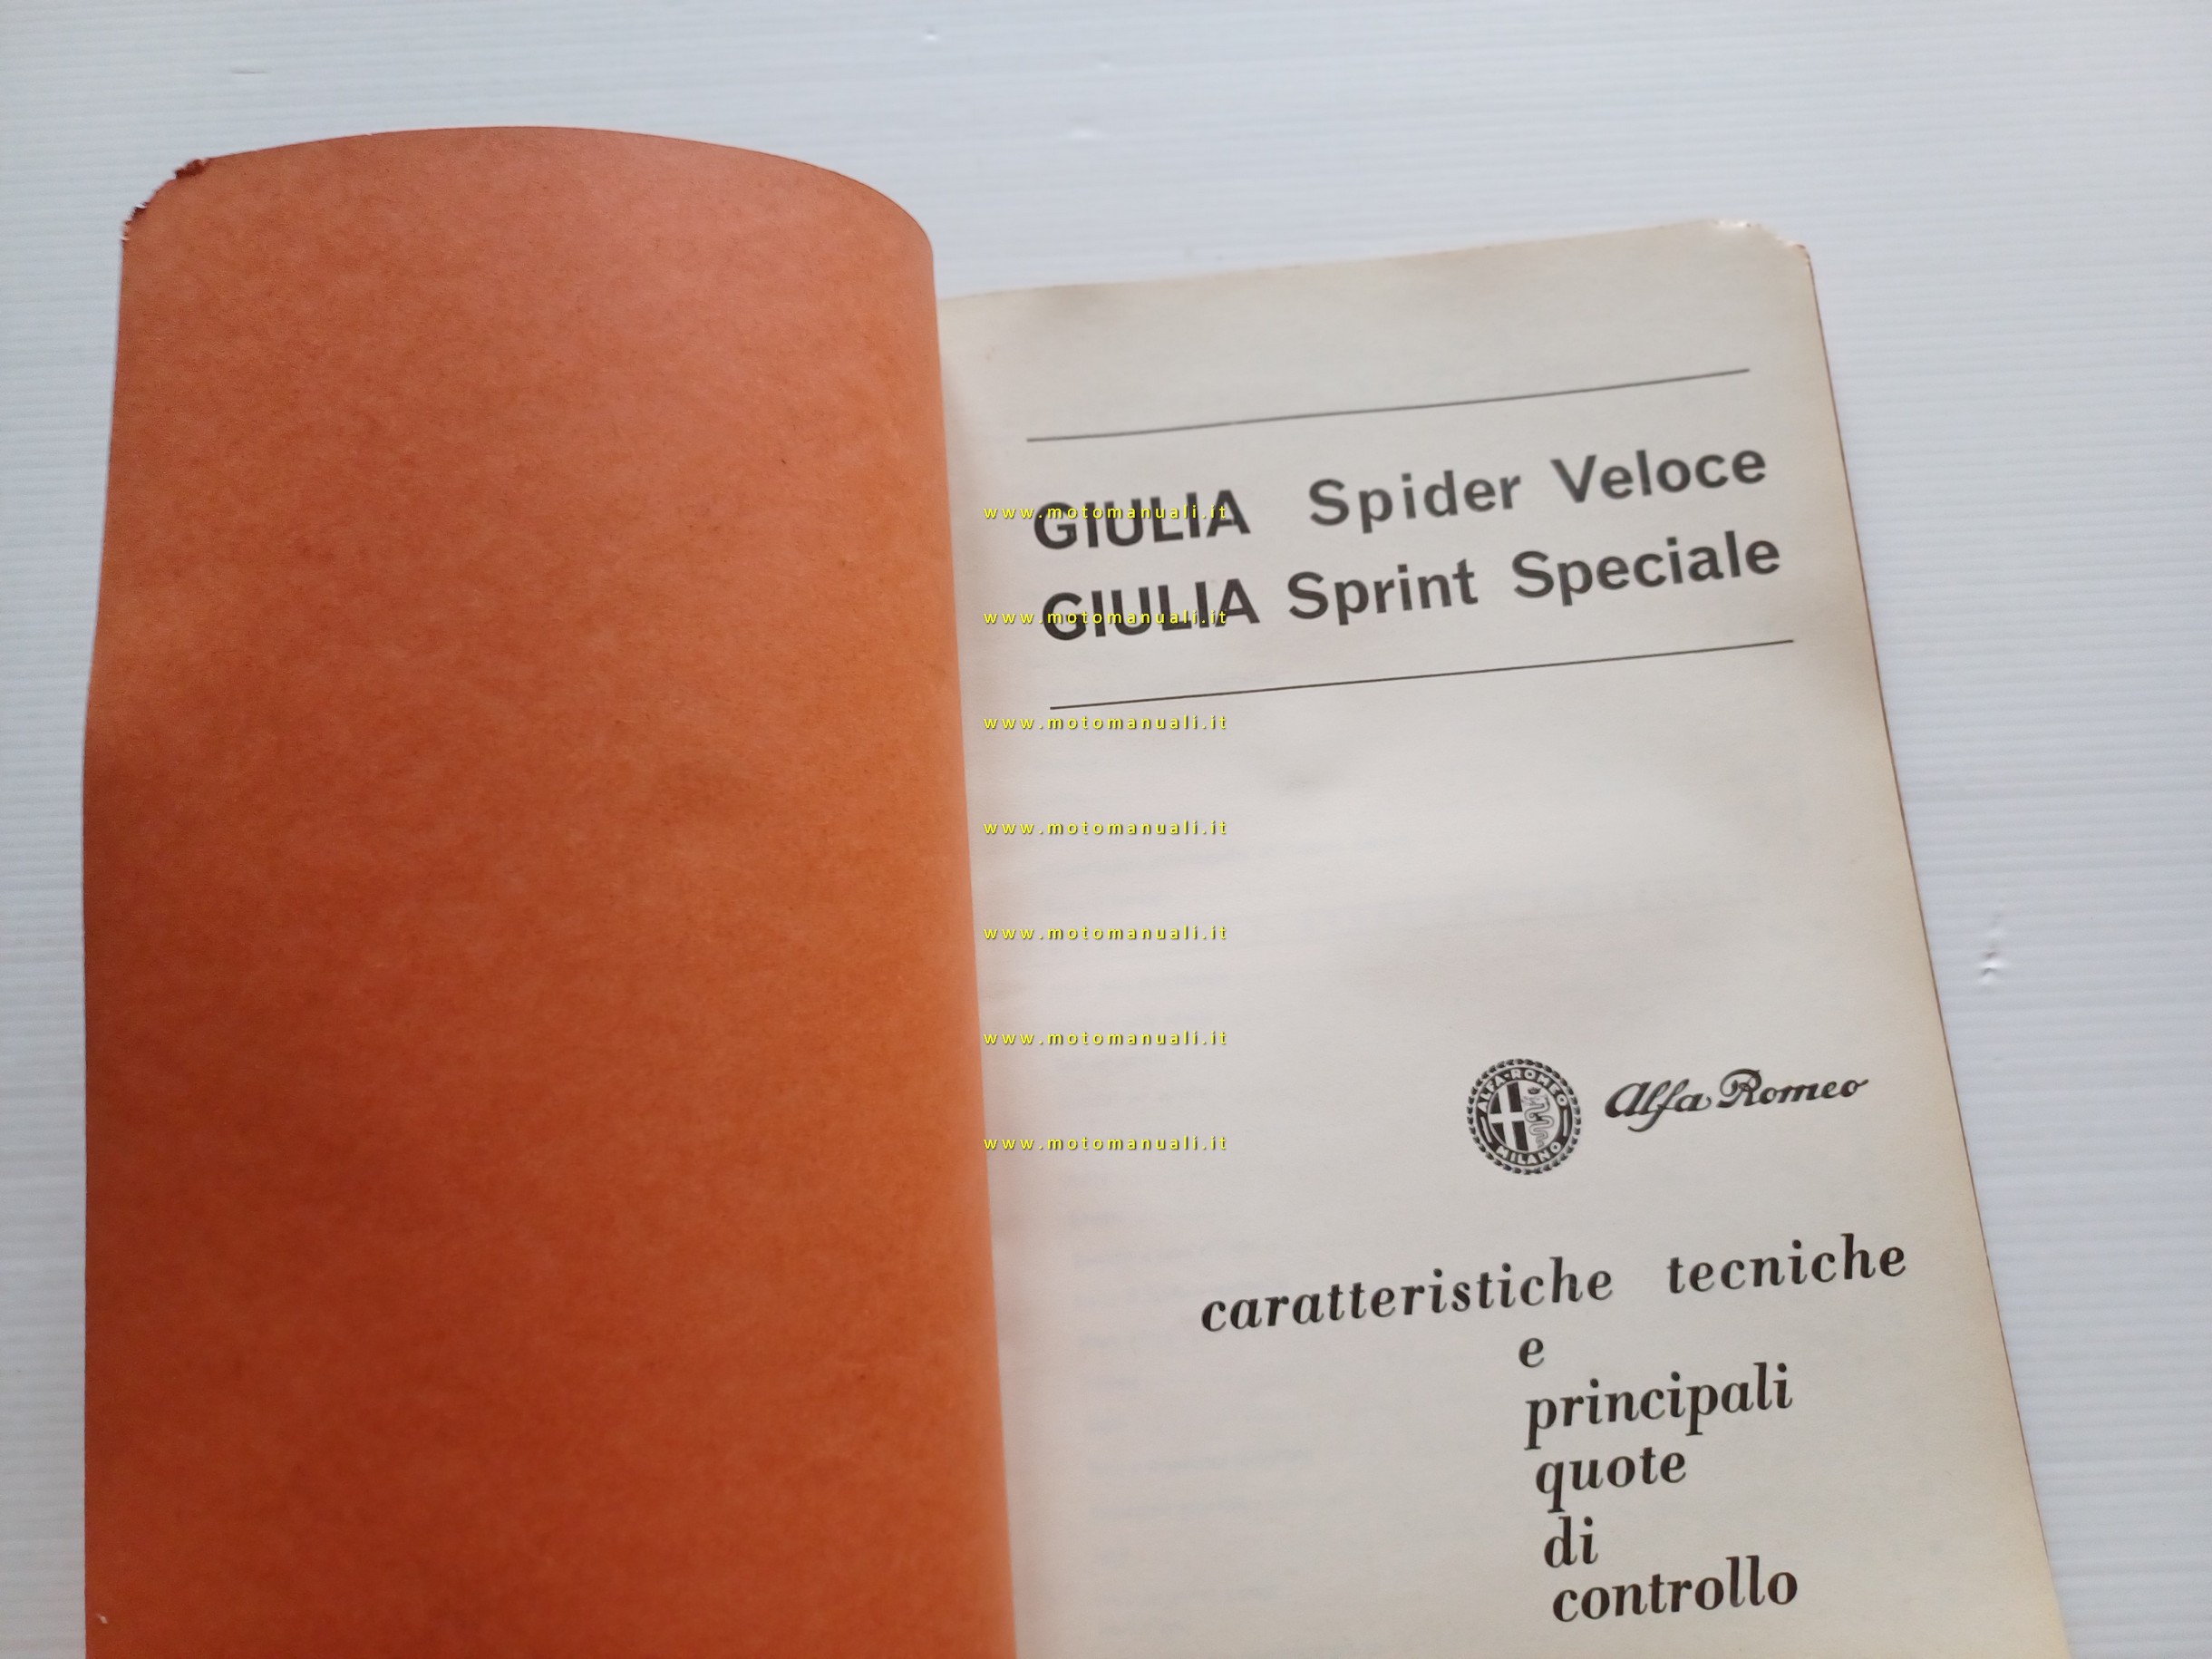 GIULIA Spider Veloce
www.motomanuali.it
GIULIA Sprint Speciale
www.motomanuali.it
www.motomanuali.it
www.motomanuali.it
www.motomanuali.it
www.motomanuali.it
ALFA-ROMEO
MILANO
Alfa Romeo
www.motomanuali.it
caratteristiche tecniche
e
principali
quote
di
controllo